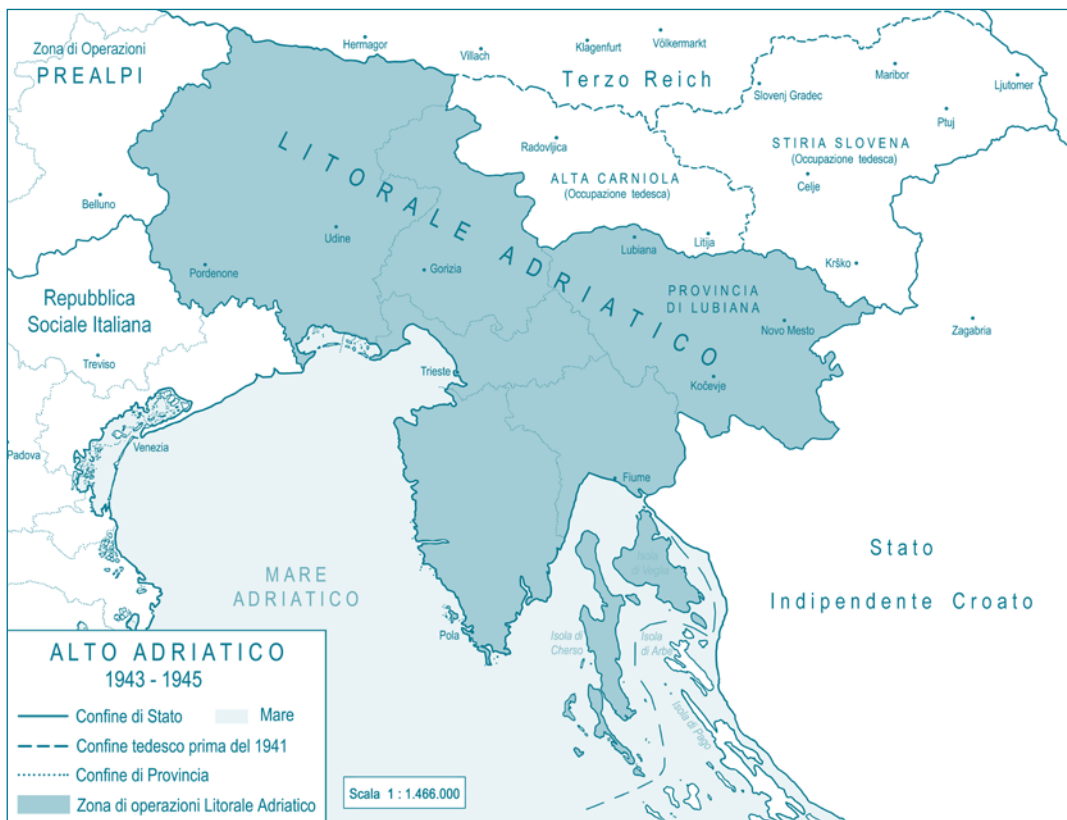 Zona di Operazioni
PREALPI
Hermagor
Villach
Klagenfurt
Völkermarkt
Terzo Reich
Slovenj Gradec
Maribor
Ljutomer
Ptuj
STIRIA SLOVENA
(Occupazione tedesca)
Celje
Radovljica
ALTA CARNIOLA
(Occupazione tedesca)
LITORALE ADRIATICO
Belluno
Udine
Pordenone
Gorizia
Lubiana
Litija
Krško
PROVINCIA
DI LUBIANA
Novo Mesto
Zagabria
Repubblica
Sociale Italiana
Treviso
Trieste
Kočevje
Padova
Venezia
Fiume
Stato
Indipendente Croato
MARE
ADRIATICO
Isola
di Veglia
Pola
Isola di
Cherso
Isola
di Arbe
Isola di Pago
ALTO ADRIATICO
1943 - 1945
Confine di Stato
Mare
Confine tedesco prima del 1941
Confine di Provincia
Zona di operazioni Litorale Adriatico
Scala 1 : 1.466.000